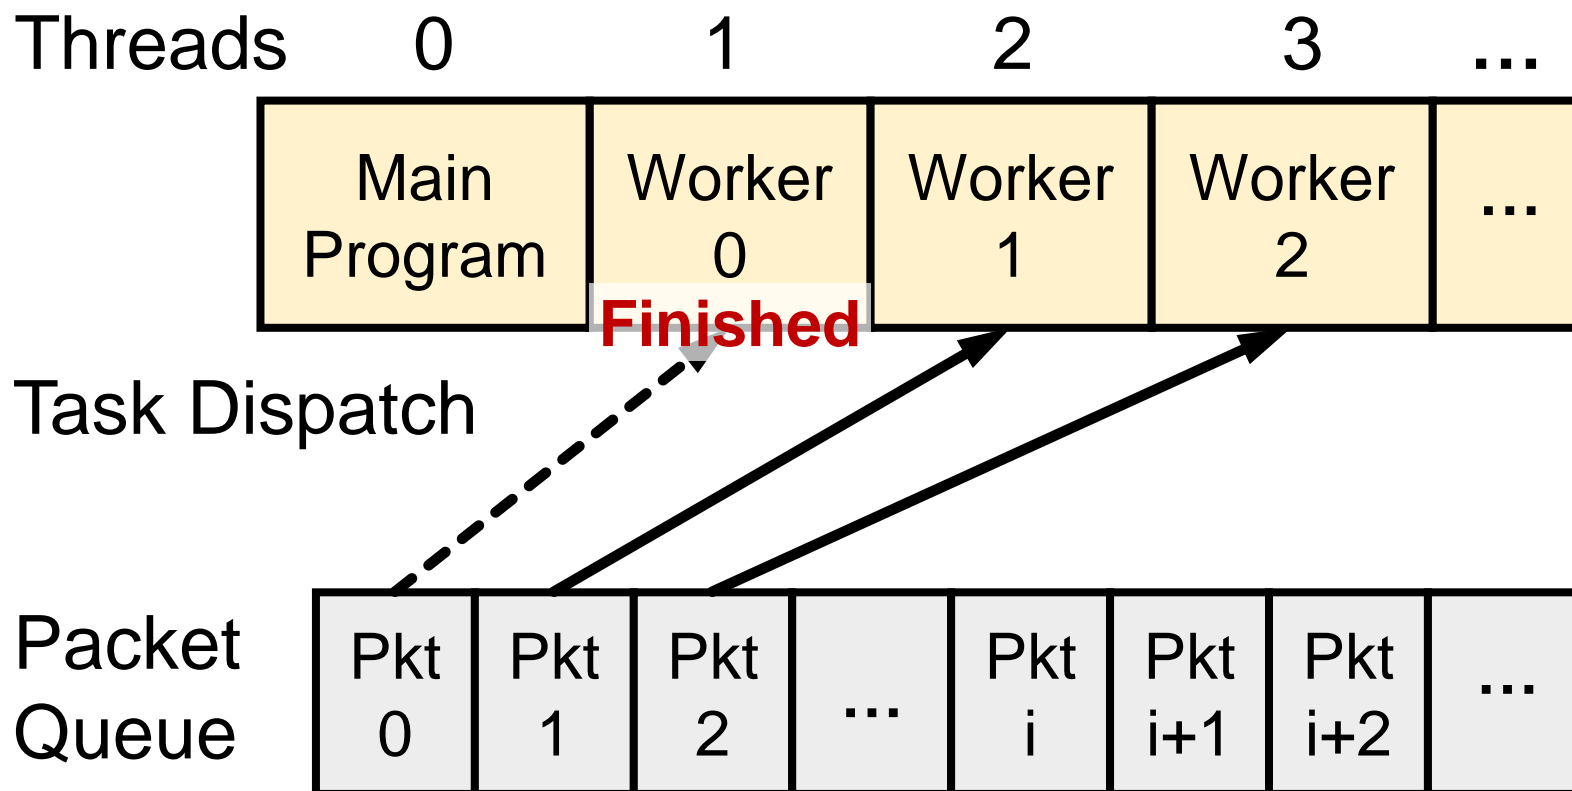 Threads 0 1 2 3 ...
Main Worker Worker Worker ...
Program 0 1 2
Finished
Task Dispatch
Packet Pkt Pkt Pkt ... Pkt Pkt Pkt ...
Queue 0 1 2 i i+1 i+2